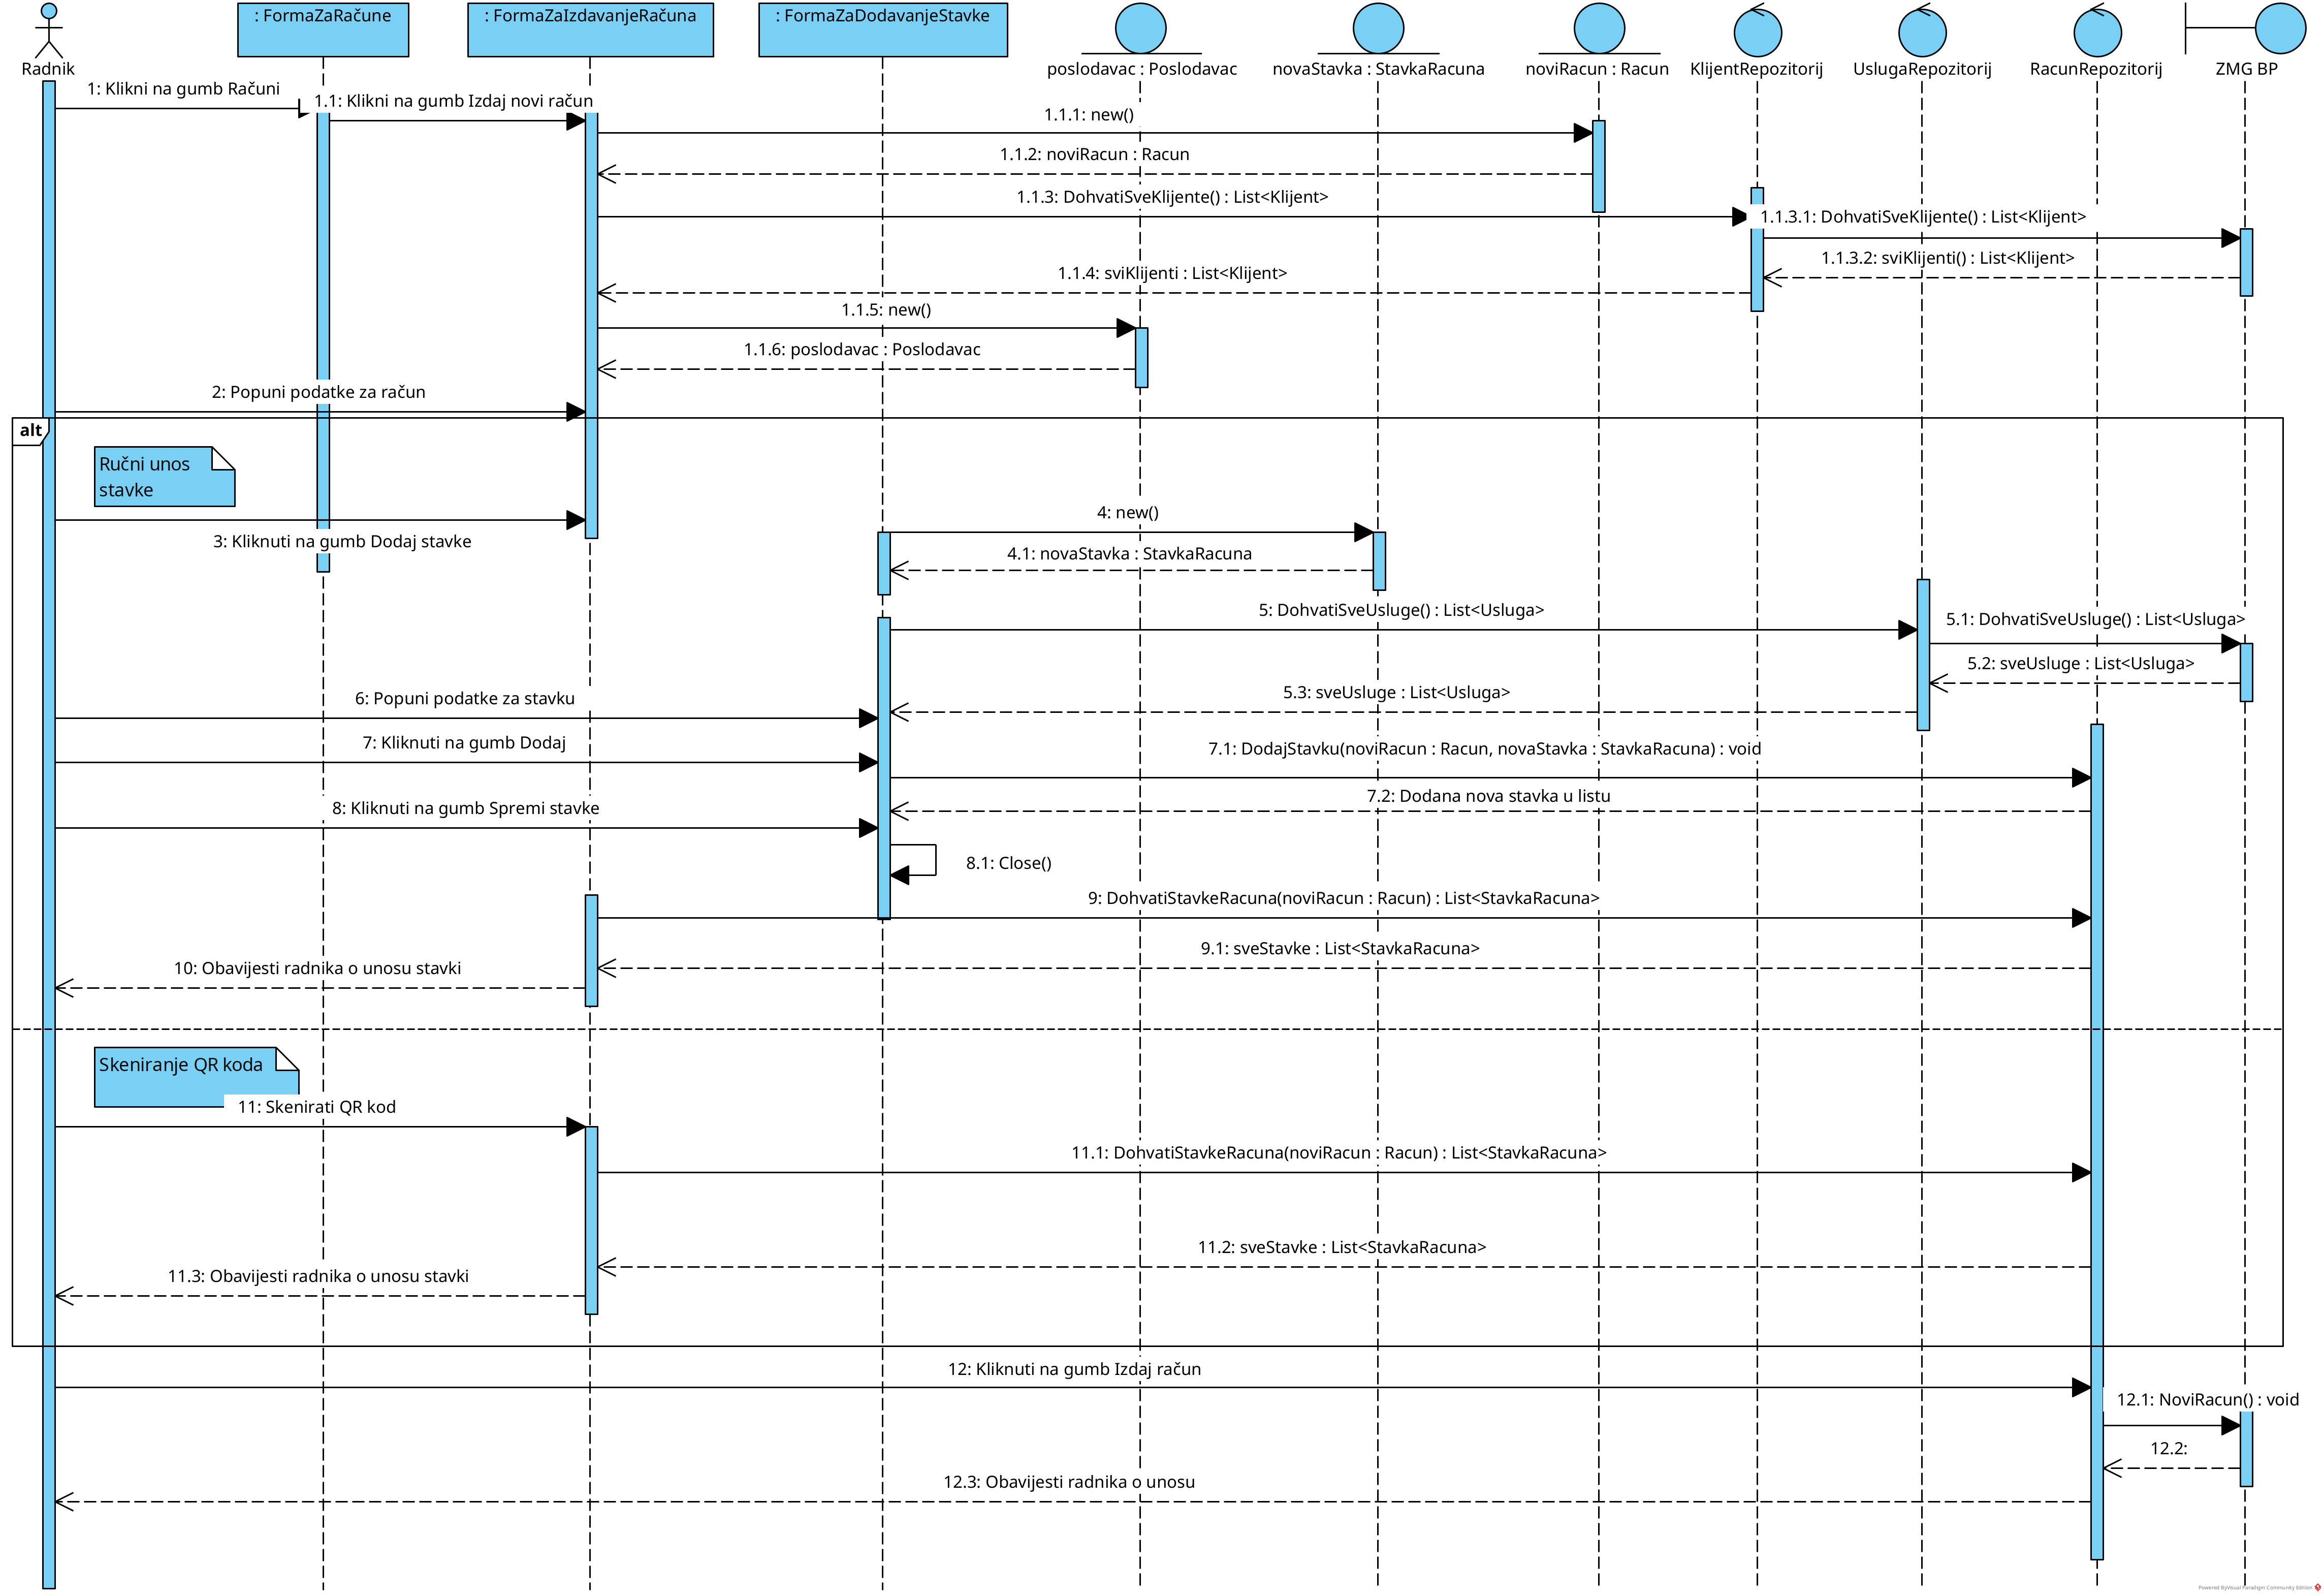 : FormaZaRačune
: FormaZaIzdavanjeRačuna
: FormaZaDodavanjeStavke
Radnik
poslodavac : Poslodavac
novaStavka : StavkaRacuna
noviRacun : Racun
KlijentRepozitorij
UslugaRepozitorij
RacunRepozitorij
ZMG BP
1: Klikni na gumb Računi
1.1: Klikni na gumb Izdaj novi račun
1.1.1: new()
1.1.2: noviRacun : Racun
1.1.3: DohvatiSveKlijente() : List<Klijent>
1.1.3.1: DohvatiSveKlijente() : List<Klijent>
1.1.3.2: sviKlijenti() : List<Klijent>
1.1.4: sviKlijenti : List<Klijent>
1.1.5: new()
1.1.6: poslodavac : Poslodavac
2: Popuni podatke za račun
alt
Ručni unos
stavke
3: Kliknuti na gumb Dodaj stavke
4: new()
4.1: novaStavka : StavkaRacuna
5: DohvatiSveUsluge() : List<Usluga>
5.1: DohvatiSveUsluge() : List<Usluga>
5.2: sveUsluge : List<Usluga>
5.3: sveUsluge : List<Usluga>
6: Popuni podatke za stavku
7: Kliknuti na gumb Dodaj
7.1: DodajStavku(noviRacun : Racun, novaStavka : StavkaRacuna) : void
7.2: Dodana nova stavka u listu
8: Kliknuti na gumb Spremi stavke
8.1: Close()
9: DohvatiStavkeRacuna(noviRacun : Racun) : List<StavkaRacuna>
9.1: sveStavke : List<StavkaRacuna>
10: Obavijesti radnika o unosu stavki
Skeniranje QR koda
11: Skenirati QR kod
11.1: DohvatiStavkeRacuna(noviRacun : Racun) : List<StavkaRacuna>
11.2: sveStavke : List<StavkaRacuna>
11.3: Obavijesti radnika o unosu stavki
12: Kliknuti na gumb Izdaj račun
12.1: NoviRacun() : void
12.2:
12.3: Obavijesti radnika o unosu
Powered ByVisual Paradigm Community Edition